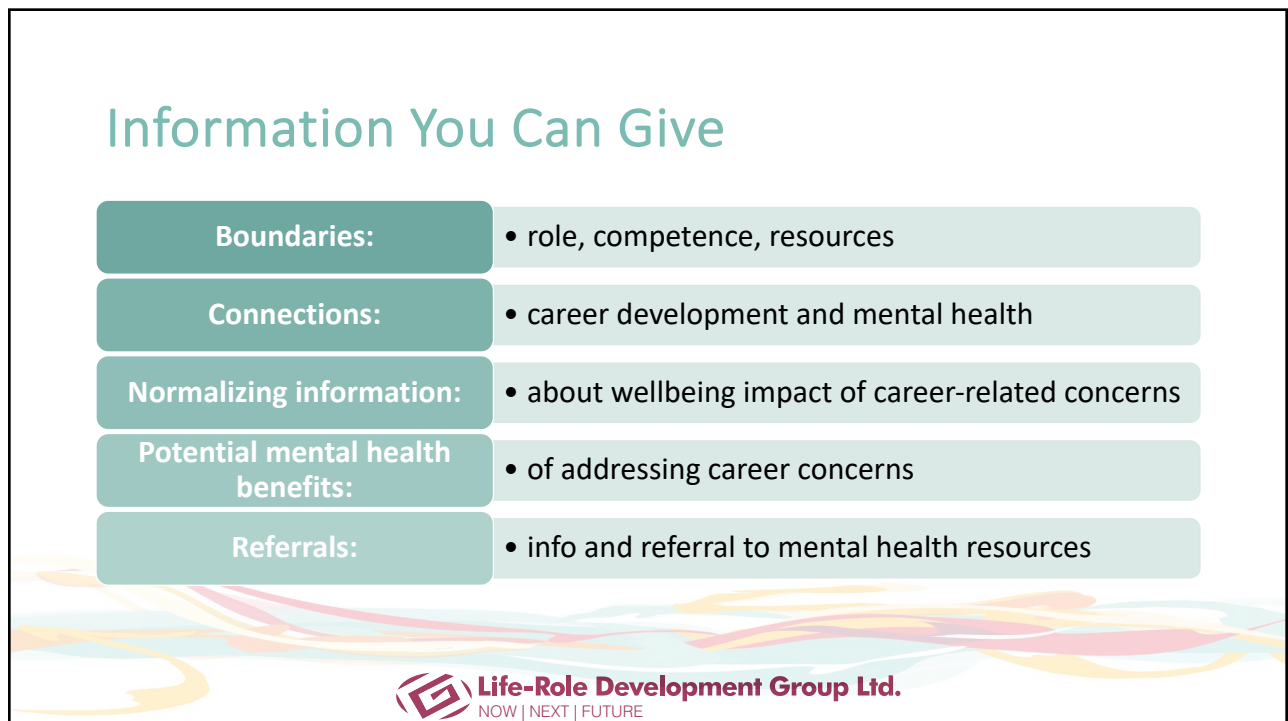 Information You Can Give
Boundaries:
• role, competence, resources
Connections:
• career development and mental health
Normalizing information:
• about wellbeing impact of career-related concerns
Potential mental health
benefits:
• of addressing career concerns
Referrals:
• info and referral to mental health resources
Life-Role Development Group Ltd.
NOW | NEXT | FUTURE